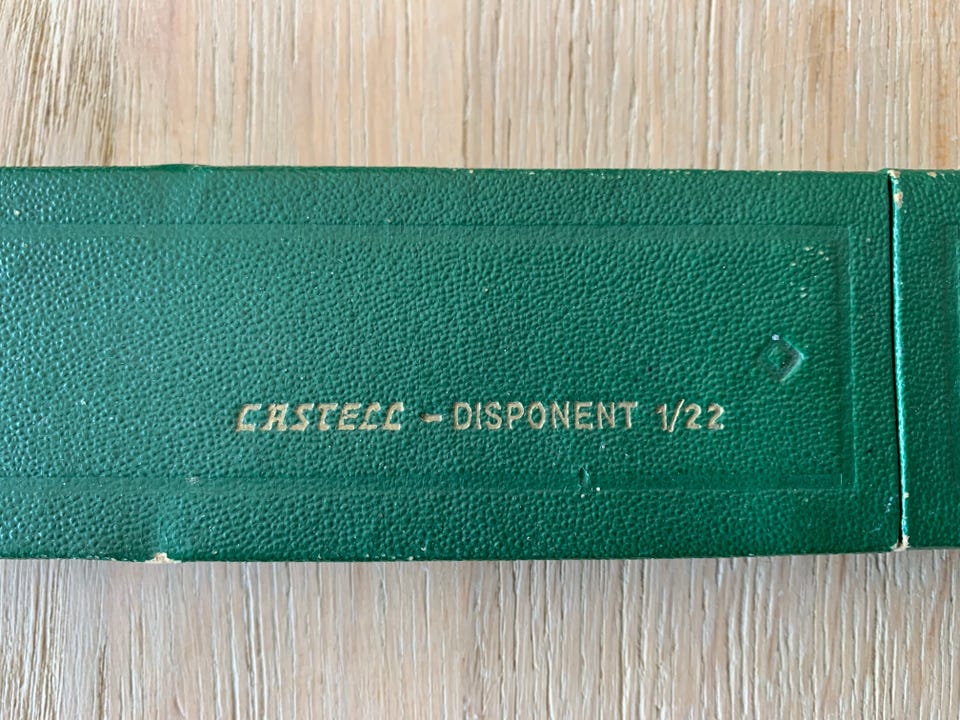 CASTELL - DISPONENT 1/22